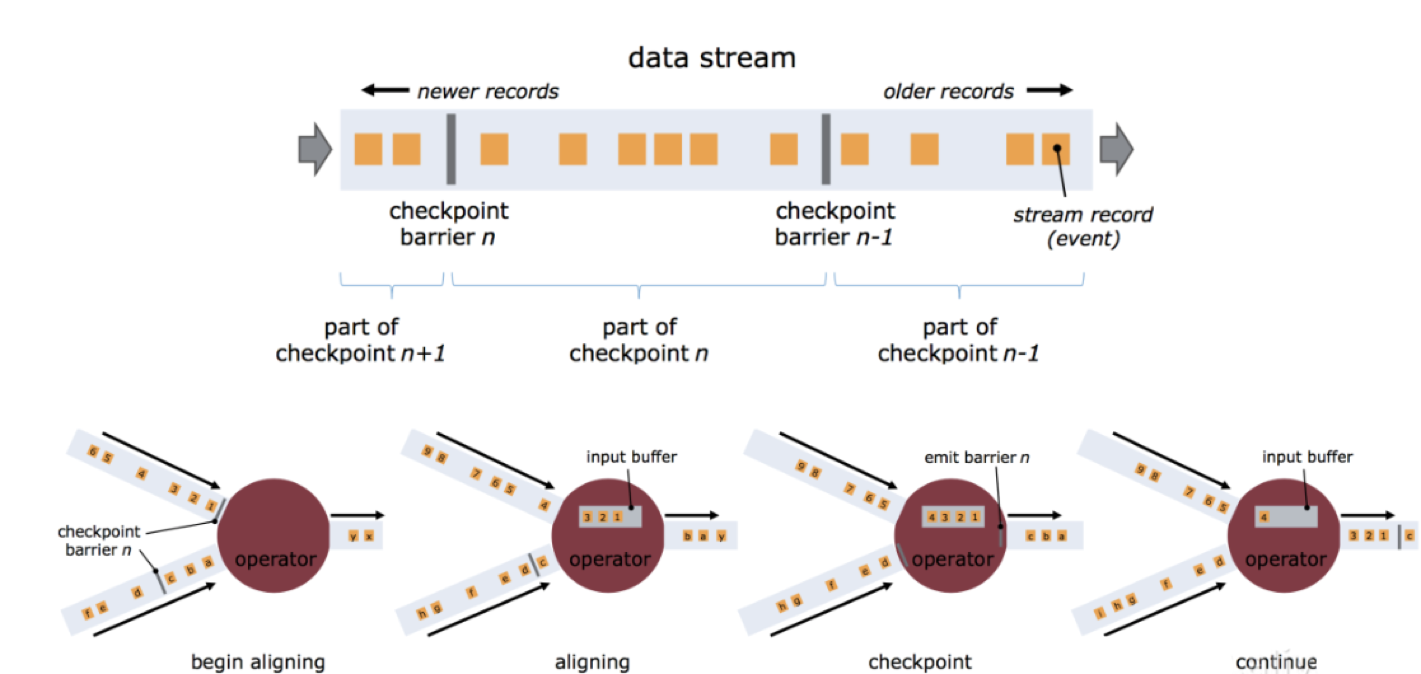 data stream
newer records
older records
checkpoint
barrier n
checkpoint
barrier n-1
stream record
(event)
part of
checkpoint n+1
part of
checkpoint n
part of
checkpoint n-1
6 5 4 3 2 1
checkpoint
barrier n
f e d c b a
operator
y x
begin aligning
9 8 7 6 5 4
input buffer
3 2 1
h g f e d c
operator
b a y
aligning
9 8 7 6 5
emit barrier n
4 3 2 1
h g f e d
operator
c b a
checkpoint
9 8 7 6 5
input buffer
4
i h g f e d
operator
3 2 1 c
continue